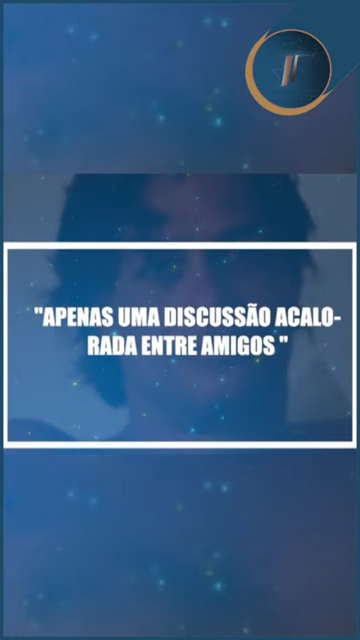 "APENAS UMA DISCUSSÃO ACALO-
RADA ENTRE AMIGOS "